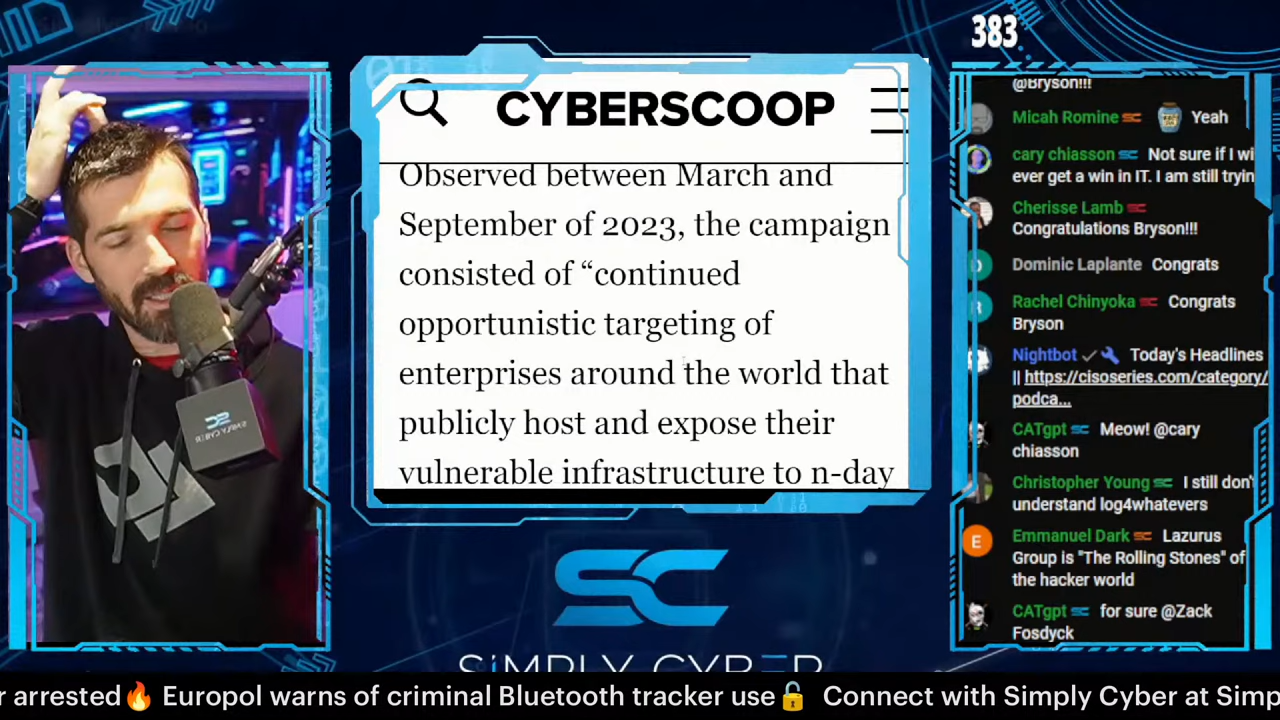 383
CYBERSCOOP
Observed between March and
September of 2023, the campaign
consisted of “continued
opportunistic targeting of
enterprises around the world that
publicly host and expose their
vulnerable infrastructure to n-day
@Bryson!!!
Micah Romine Yeah
cary chiasson Not sure if I wi
ever get a win in IT. I am still tryin
Cherisse Lamb
Congratulations Bryson!!!
Dominic Laplante Congrats
Rachel Chinyoka Congrats
Bryson
Nightbot Today's Headlines
|| https://cisoseries.com/category/
podca...
CATgpt Meow! @cary
chiasson
Christopher Young I still don'
understand log4whatevers
Emmanuel Dark Lazurus
Group is "The Rolling Stones" of
the hacker world
CATgpt for sure @Zack
Fosdyck
SC
SIMPLY CYBER
r arrested🔥 Europol warns of criminal Bluetooth tracker use🔓 Connect with Simply Cyber at Simp